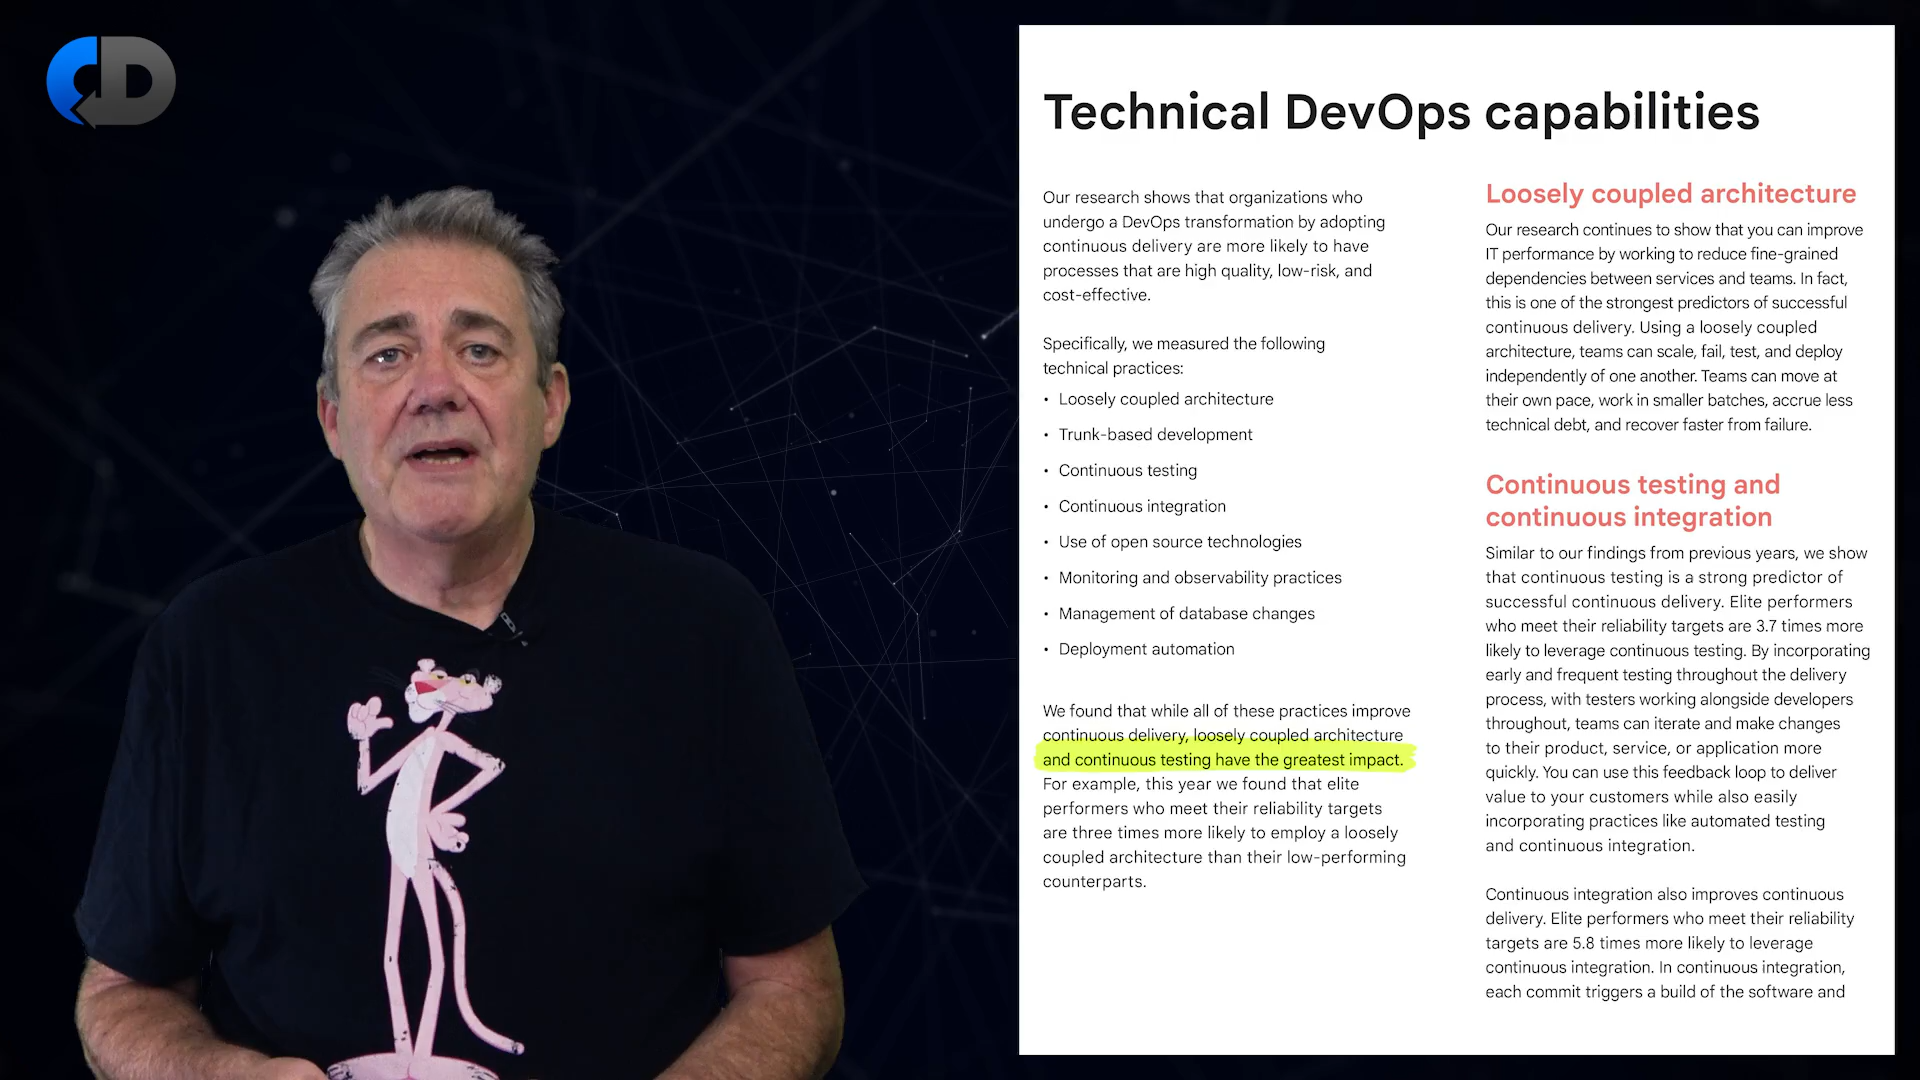 CD
Technical DevOps capabilities
Our research shows that organizations who
undergo a DevOps transformation by adopting
continuous delivery are more likely to have
processes that are high quality, low-risk, and
cost-effective.
Specifically, we measured the following
technical practices:
• Loosely coupled architecture
• Trunk-based development
• Continuous testing
• Continuous integration
• Use of open source technologies
• Monitoring and observability practices
• Management of database changes
• Deployment automation
We found that while all of these practices improve
continuous delivery, loosely coupled architecture
and continuous testing have the greatest impact.
For example, this year we found that elite
performers who meet their reliability targets
are three times more likely to employ a loosely
coupled architecture than their low-performing
counterparts.
Loosely coupled architecture
Our research continues to show that you can improve
IT performance by working to reduce fine-grained
dependencies between services and teams. In fact,
this is one of the strongest predictors of successful
continuous delivery. Using a loosely coupled
architecture, teams can scale, fail, test, and deploy
independently of one another. Teams can move at
their own pace, work in smaller batches, accrue less
technical debt, and recover faster from failure.
Continuous testing and
continuous integration
Similar to our findings from previous years, we show
that continuous testing is a strong predictor of
successful continuous delivery. Elite performers
who meet their reliability targets are 3.7 times more
likely to leverage continuous testing. By incorporating
early and frequent testing throughout the delivery
process, with testers working alongside developers
throughout, teams can iterate and make changes
to their product, service, or application more
quickly. You can use this feedback loop to deliver
value to your customers while also easily
incorporating practices like automated testing
and continuous integration.
Continuous integration also improves continuous
delivery. Elite performers who meet their reliability
targets are 5.8 times more likely to leverage
continuous integration. In continuous integration,
each commit triggers a build of the software and